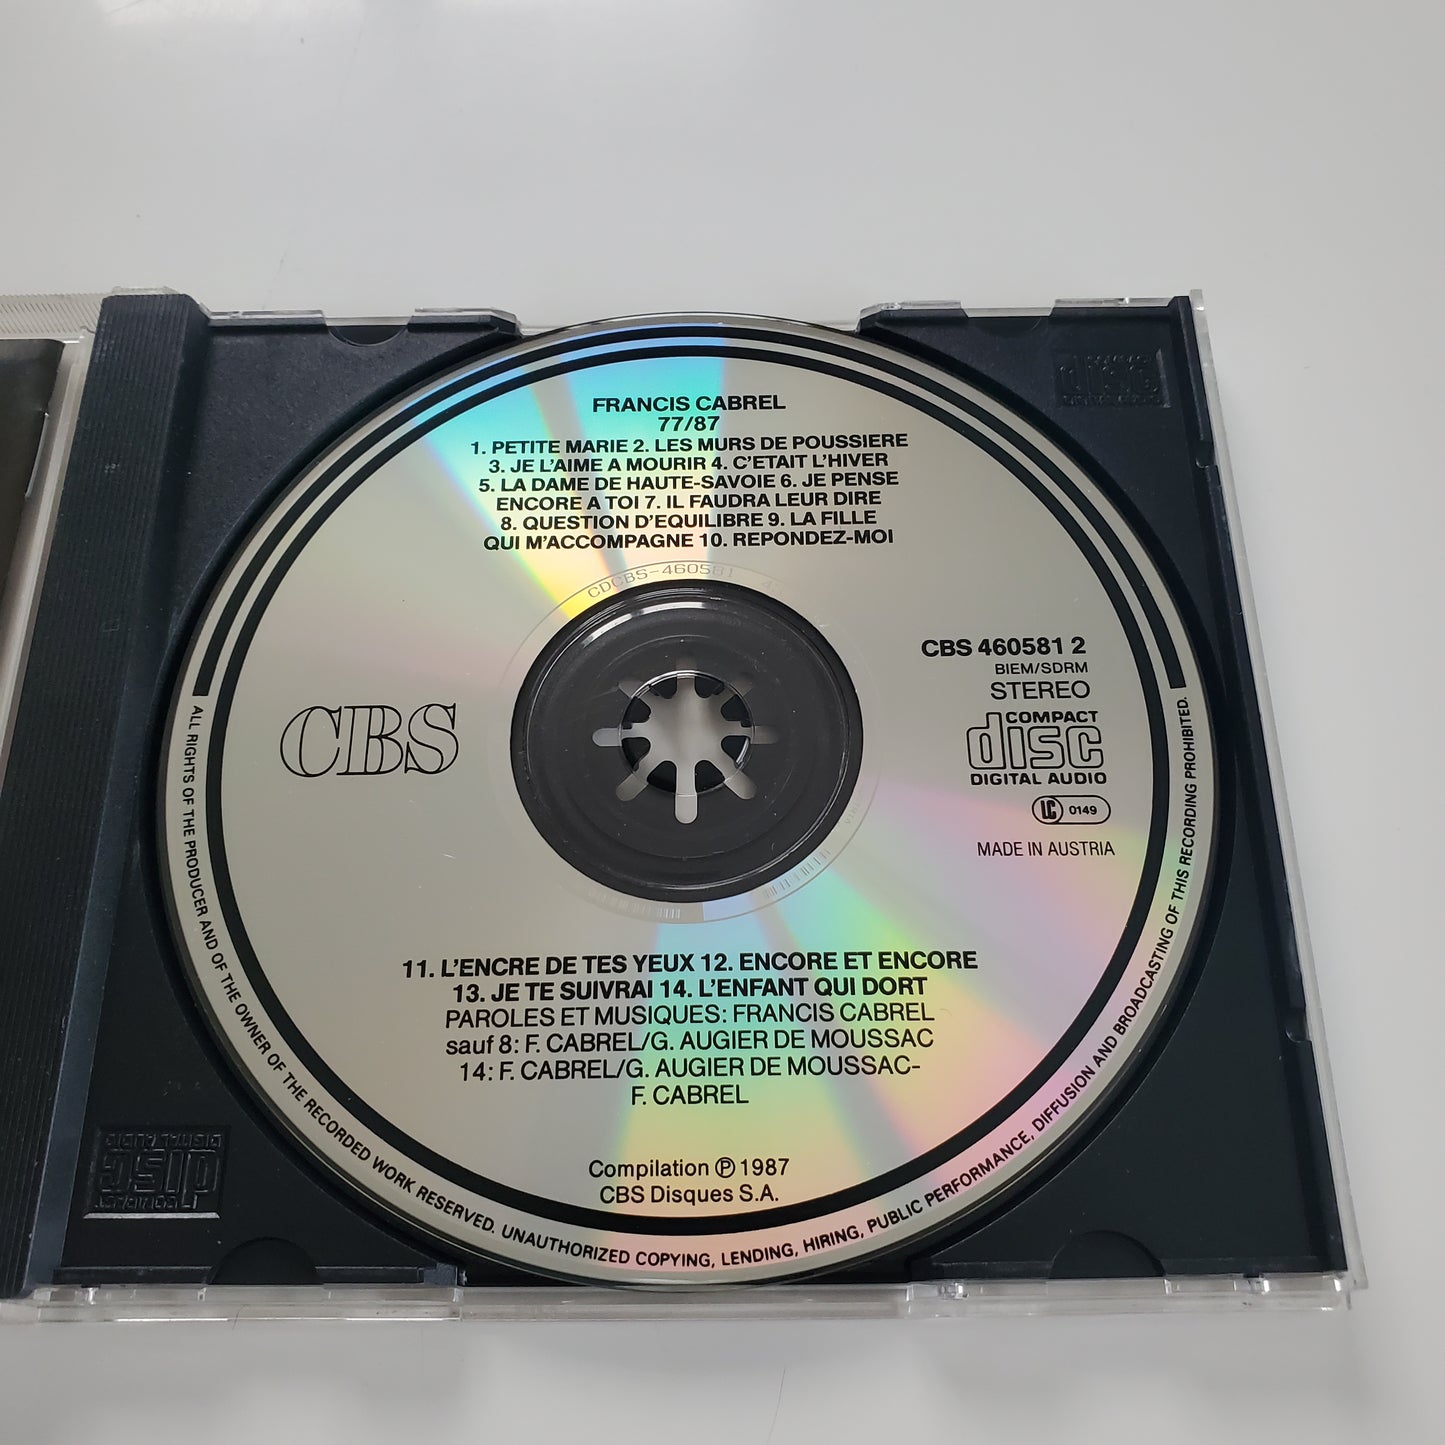 FRANCIS CABREL
77/87
1. PETITE MARIE 2. LES MURS DE POUSSIERE
3. JE L'AIME A MOURIR 4. C'ETAIT L'HIVER
5. LA DAME DE HAUTE-SAVOIE 6. JE PENSE
ENCORE A TOI 7. IL FAUDRA LEUR DIRE
8. QUESTION D'EQUILIBRE 9. LA FILLE
QUI M'ACCOMPAGNE 10. REPONDEZ-MOI
CDCBS-460581
CBS
CBS 460581 2
BIEM/SDRM
STEREO
COMPACT
disc
DIGITAL AUDIO
LC 0149
MADE IN AUSTRIA
11. L'ENCRE DE TES YEUX 12. ENCORE ET ENCORE
13. JE TE SUIVRAI 14. L'ENFANT QUI DORT
PAROLES ET MUSIQUES: FRANCIS CABREL
sauf 8: F. CABREL/G. AUGIER DE MOUSSAC
14: F. CABREL/G. AUGIER DE MOUSSAC-
F. CABREL
Compilation ℗ 1987
CBS Disques S.A.
ALL RIGHTS OF THE PRODUCER AND OF THE OWNER OF THE RECORDED WORK RESERVED. UNAUTHORIZED COPYING, LENDING, HIRING, PUBLIC PERFORMANCE, DIFFUSION AND BROADCASTING OF THIS RECORDING PROHIBITED.
disc